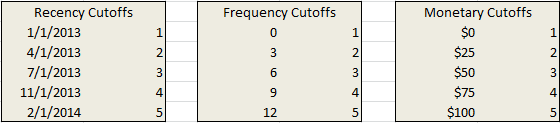 Recency Cutoffs Frequency Cutoffs Monetary Cutoffs
1/1/2013 1 0 1 $0 1
4/1/2013 2 3 2 $25 2
7/1/2013 3 6 3 $50 3
11/1/2013 4 9 4 $75 4
2/1/2014 5 12 5 $100 5